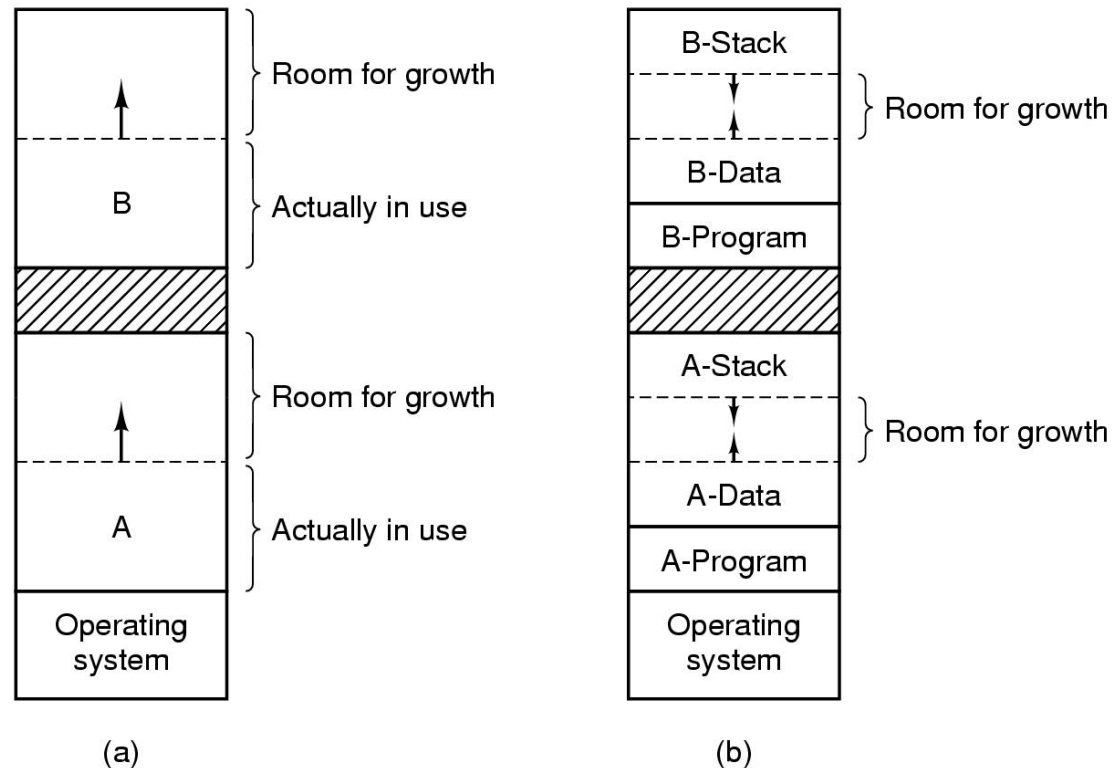 Room for growth
B
Actually in use
Room for growth
A
Actually in use
Operating
system
(a)
B-Stack
Room for growth
B-Data
B-Program
A-Stack
Room for growth
A-Data
A-Program
Operating
system
(b)